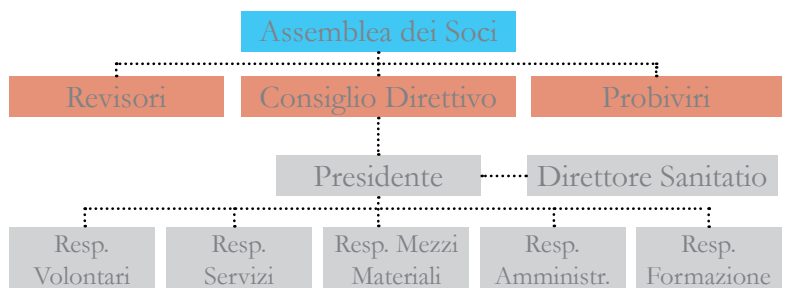 Assemblea dei Soci
Revisori
Consiglio Direttivo
Probiviri
Presidente
Direttore Sanitatio
Resp.
Volontari
Resp.
Servizi
Resp. Mezzi
Materiali
Resp.
Amministr.
Resp.
Formazione